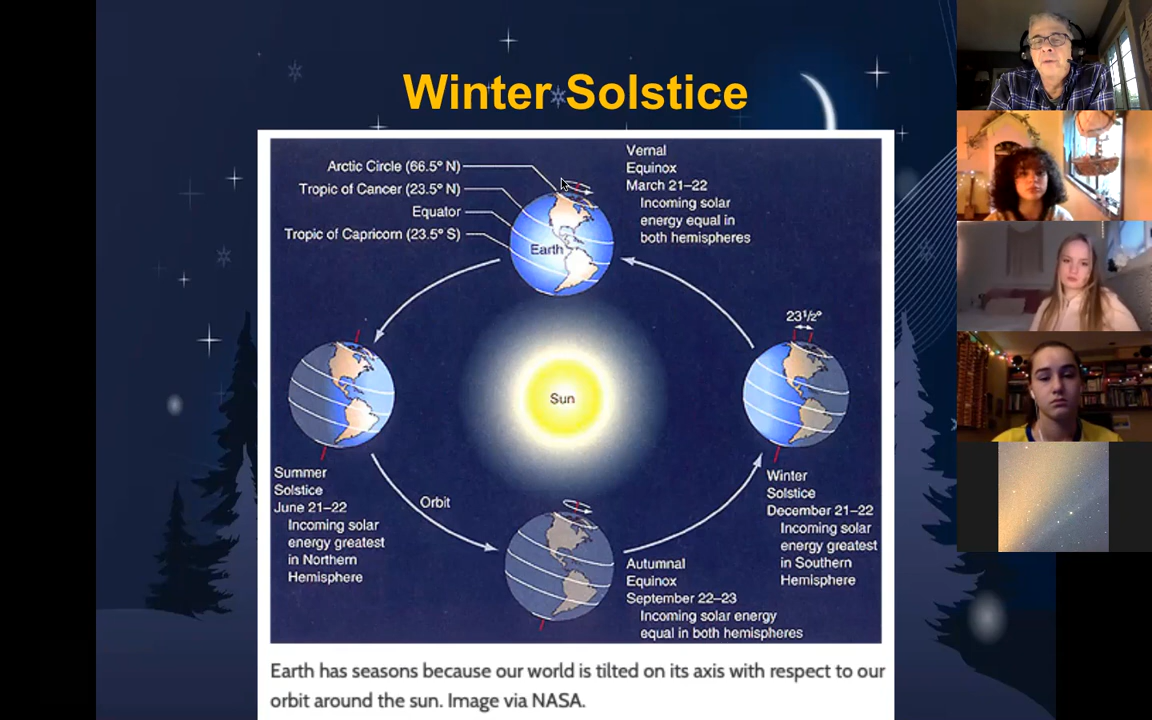 Winter Solstice
Arctic Circle (66.5° N)
Tropic of Cancer (23.5° N)
Equator
Tropic of Capricorn (23.5° S)
Earth
Vernal
Equinox
March 21–22
Incoming solar
energy equal in
both hemispheres
23½°
Sun
Summer
Solstice
June 21–22
Incoming solar
energy greatest
in Northern
Hemisphere
Orbit
Winter
Solstice
December 21–22
Incoming solar
energy greatest
in Southern
Hemisphere
Autumnal
Equinox
September 22–23
Incoming solar energy
equal in both hemispheres
Earth has seasons because our world is tilted on its axis with respect to our
orbit around the sun. Image via NASA.